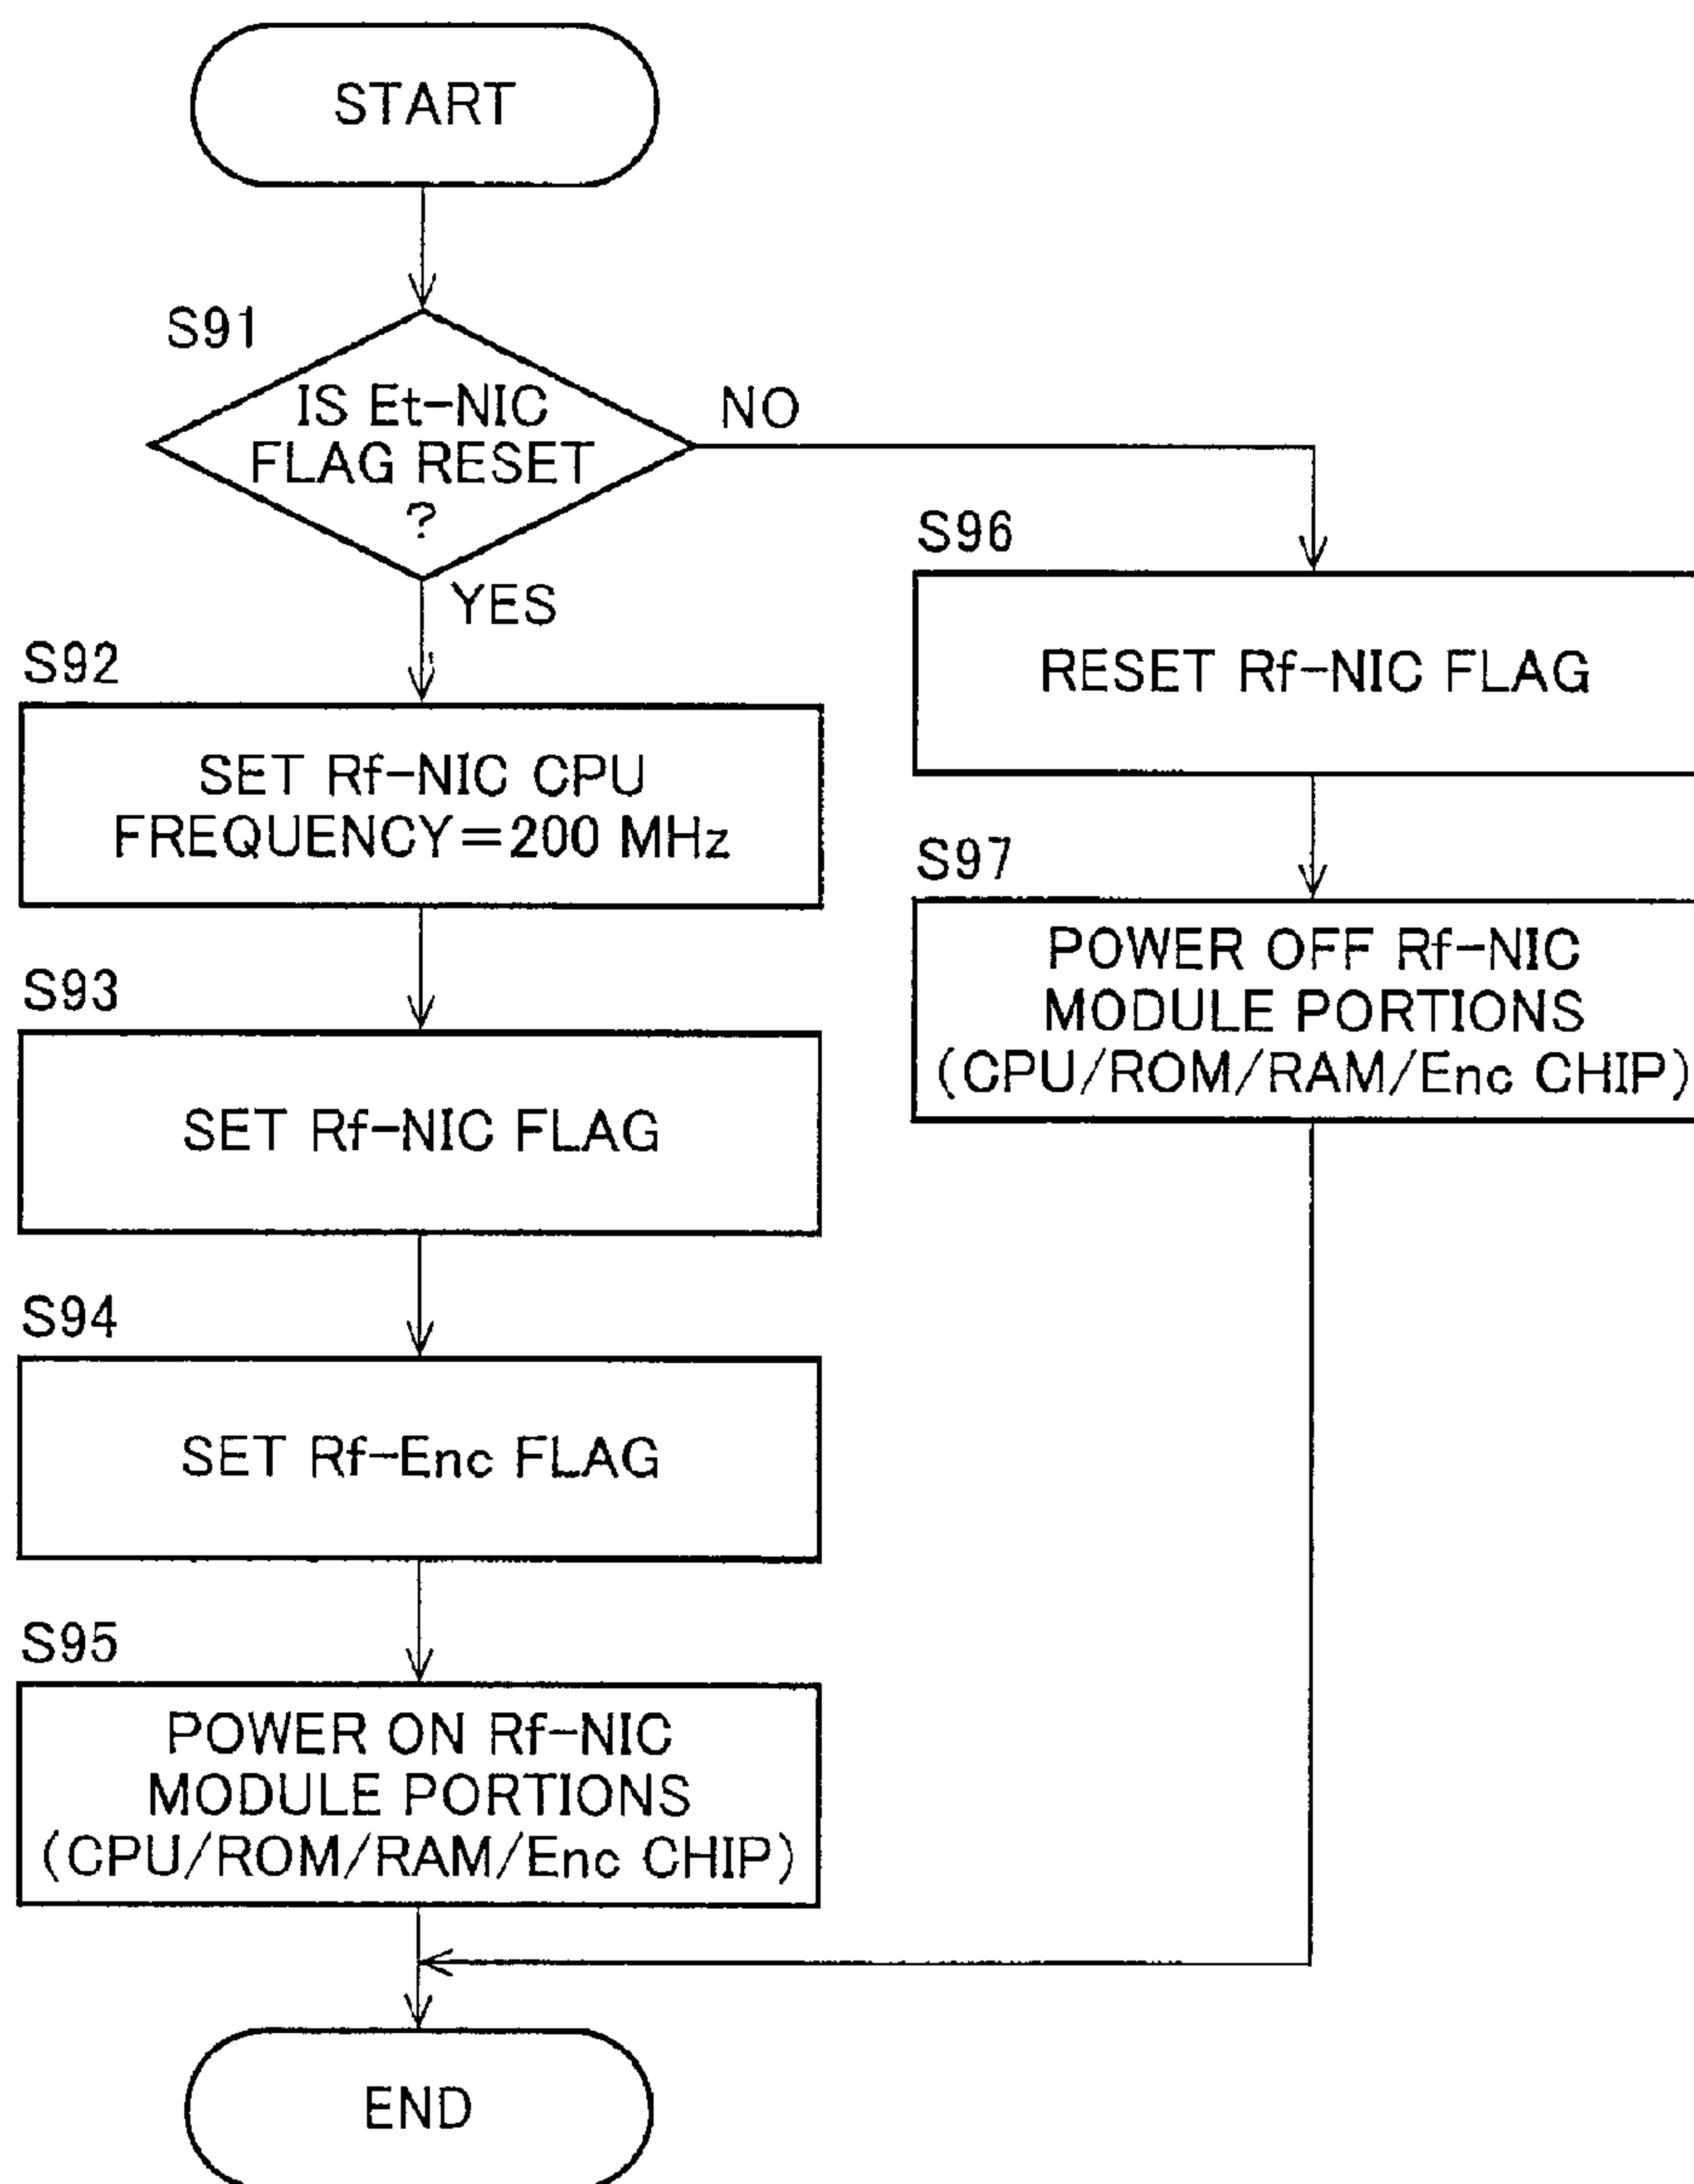 START
S91
IS Et-NIC
FLAG RESET
?
NO
YES
S92
SET Rf-NIC CPU
FREQUENCY=200 MHz
S93
SET Rf-NIC FLAG
S94
SET Rf-Enc FLAG
S95
POWER ON Rf-NIC
MODULE PORTIONS
(CPU/ROM/RAM/Enc CHIP)
S96
RESET Rf-NIC FLAG
S97
POWER OFF Rf-NIC
MODULE PORTIONS
(CPU/ROM/RAM/Enc CHIP)
END